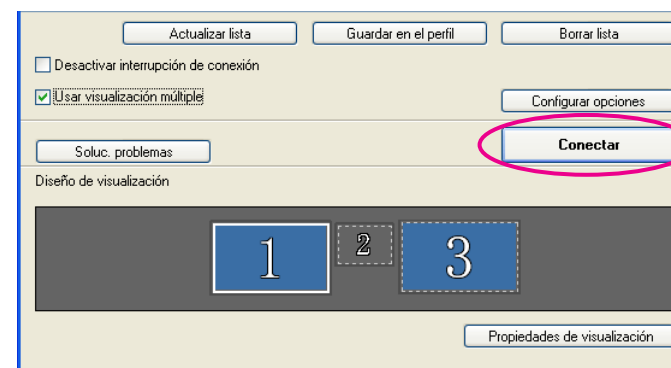 Actualizar lista Guardar en el perfil Borrar lista
Desactivar interrupción de conexión
Usar visualización múltiple
Configurar opciones
Conectar
Soluc. problemas
Diseño de visualización
1 2 3
Propiedades de visualización